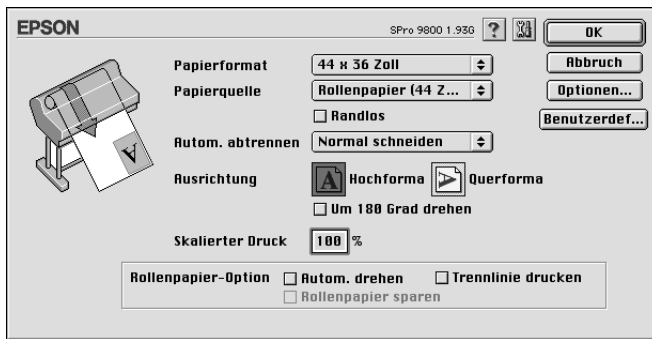 EPSON
SPro 9800 1.93G
OK
Papierformat 44 x 36 Zoll
Abbruch
Papierquelle Rollenpapier (44 Z...
Optionen...
Randlos
Benutzerdef...
Autom. abtrennen Normal schneiden
Ausrichtung Hochforma Querforma
Um 180 Grad drehen
Skalierter Druck 100 %
Rollenpapier-Option Autom. drehen Trennlinie drucken
Rollenpapier sparen